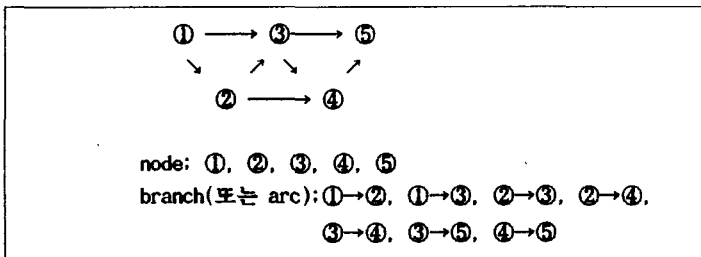 ① → ③ → ⑤
↘ ↗ ↘ ↗
② → ④
node; ①, ②, ③, ④, ⑤
branch(또는 arc);①→②, ①→③, ②→③, ②→④,
③→④, ③→⑤, ④→⑤